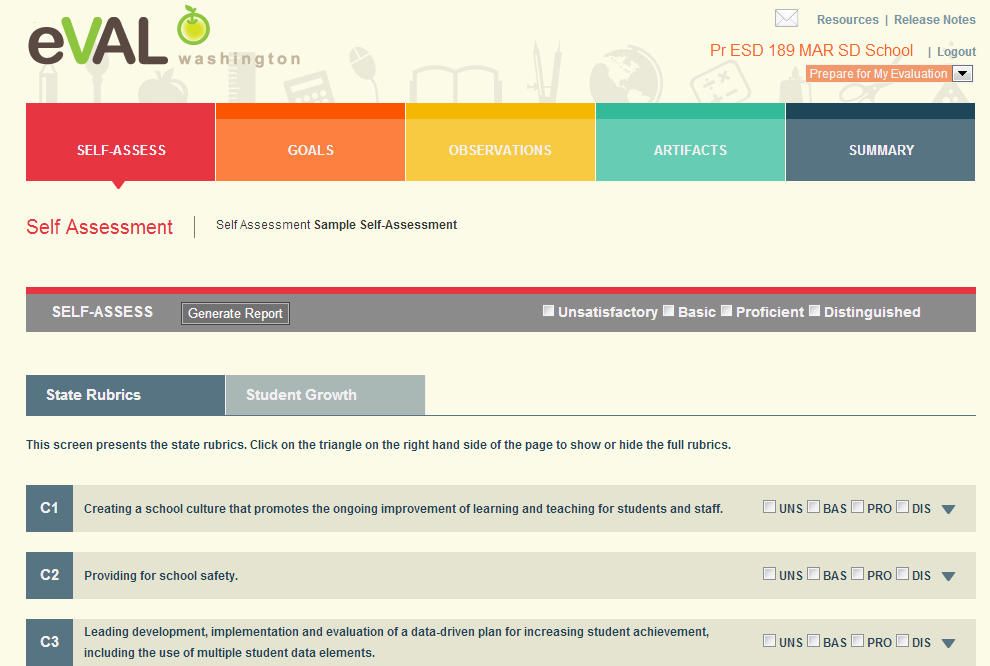 eVAL washington
Resources | Release Notes
Pr ESD 189 MAR SD School | Logout
Prepare for My Evaluation
SELF-ASSESS GOALS OBSERVATIONS ARTIFACTS SUMMARY
Self Assessment Self Assessment Sample Self-Assessment
SELF-ASSESS Generate Report Unsatisfactory Basic Proficient Distinguished
State Rubrics Student Growth
This screen presents the state rubrics. Click on the triangle on the right hand side of the page to show or hide the full rubrics.
C1 Creating a school culture that promotes the ongoing improvement of learning and teaching for students and staff. UNS BAS PRO DIS
C2 Providing for school safety. UNS BAS PRO DIS
C3 Leading development, implementation and evaluation of a data-driven plan for increasing student achievement,
including the use of multiple student data elements. UNS BAS PRO DIS